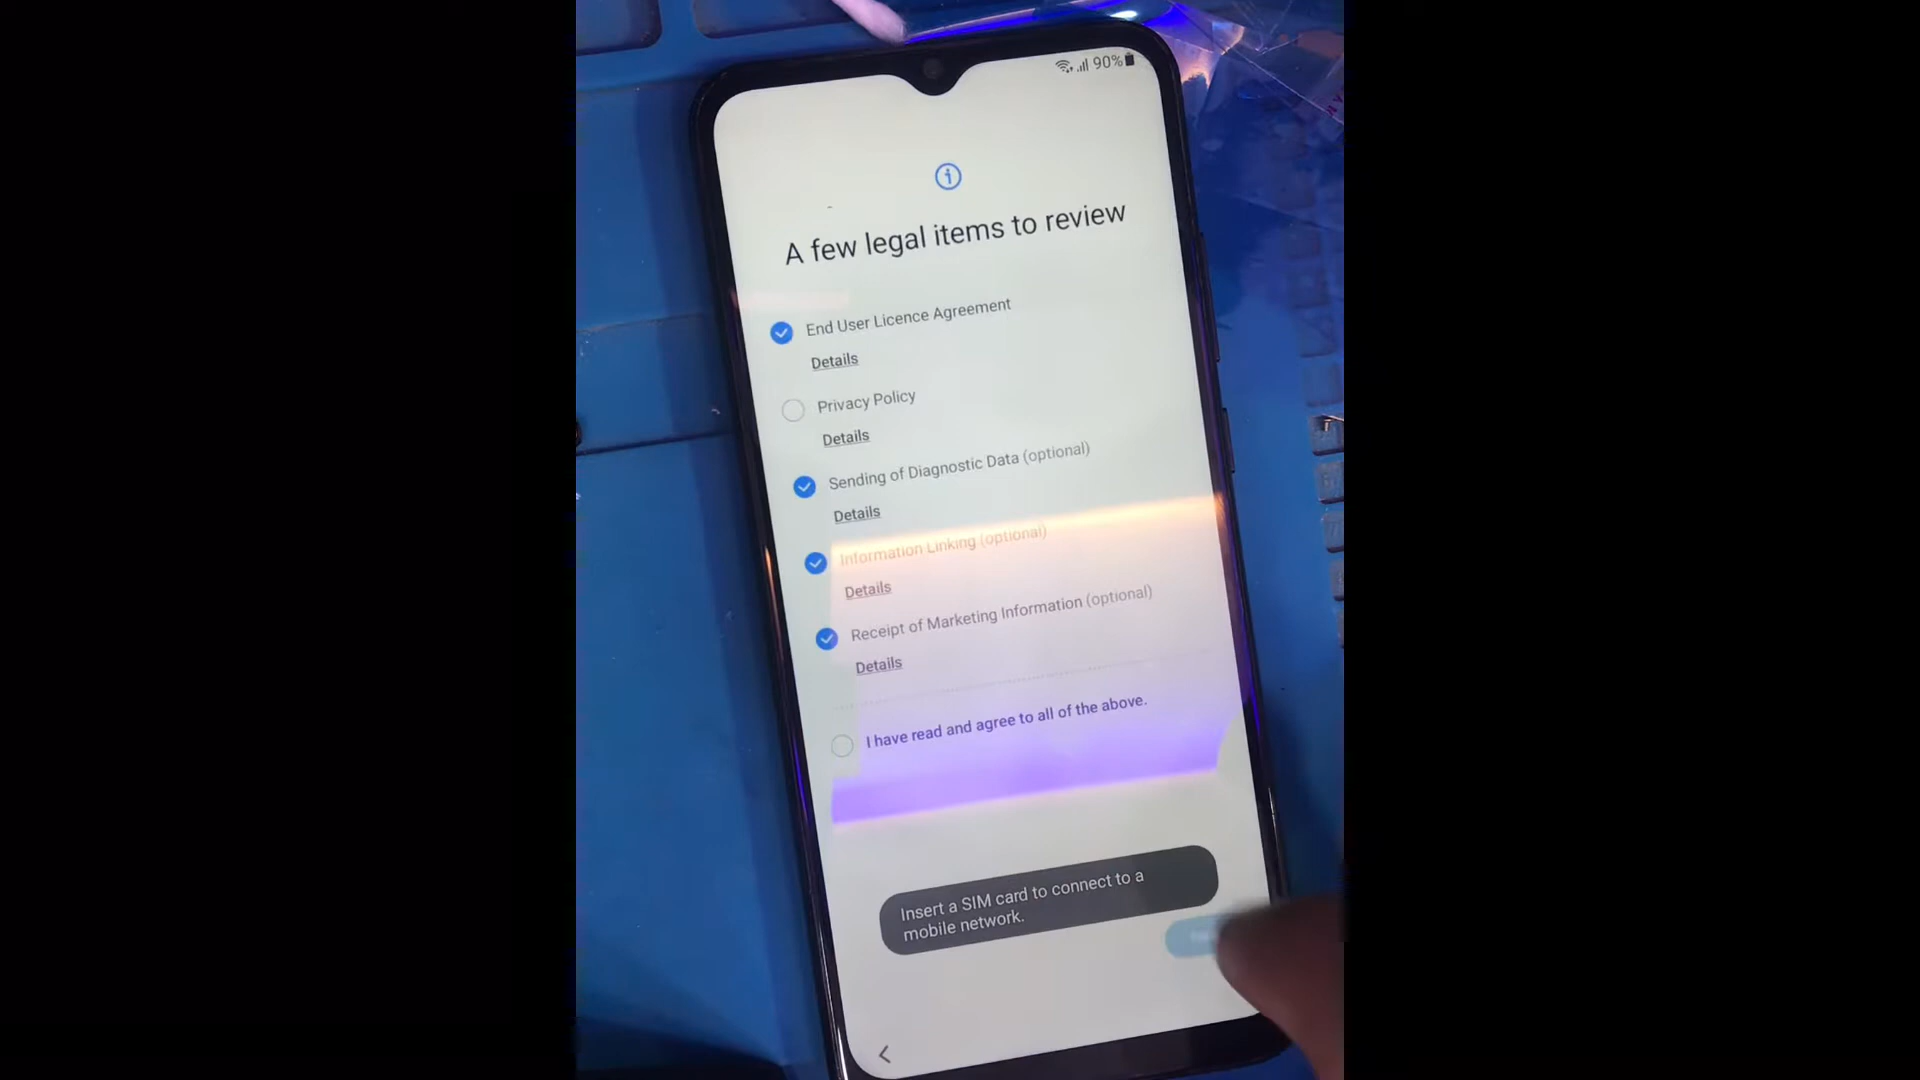 90%
A few legal items to review
End User Licence Agreement
Details
Privacy Policy
Details
Sending of Diagnostic Data (optional)
Details
Information Linking (optional)
Details
Receipt of Marketing Information (optional)
Details
I have read and agree to all of the above.
Insert a SIM card to connect to a
mobile network.